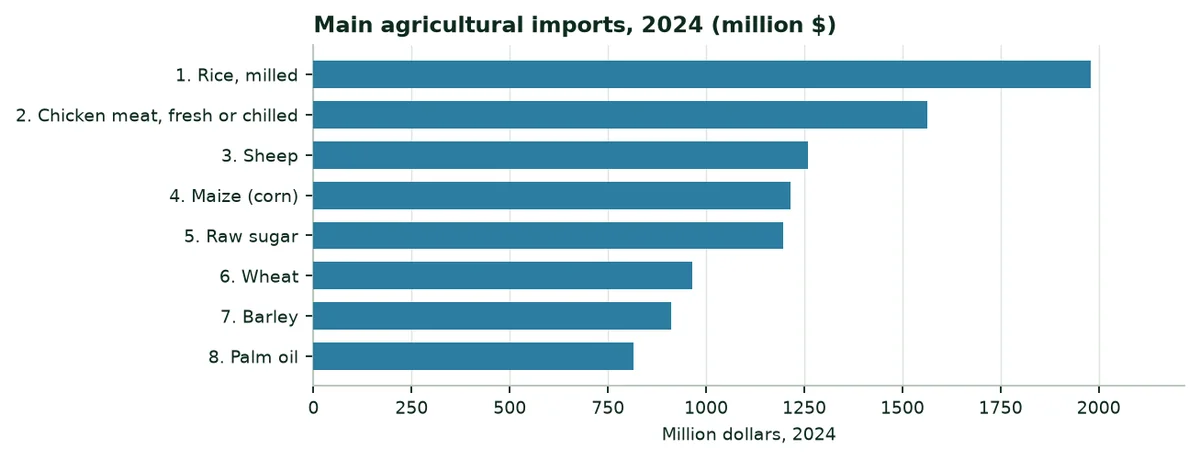 Main agricultural imports, 2024 (million $)
1. Rice, milled
2. Chicken meat, fresh or chilled
3. Sheep
4. Maize (corn)
5. Raw sugar
6. Wheat
7. Barley
8. Palm oil
0 250 500 750 1000 1250 1500 1750 2000
Million dollars, 2024